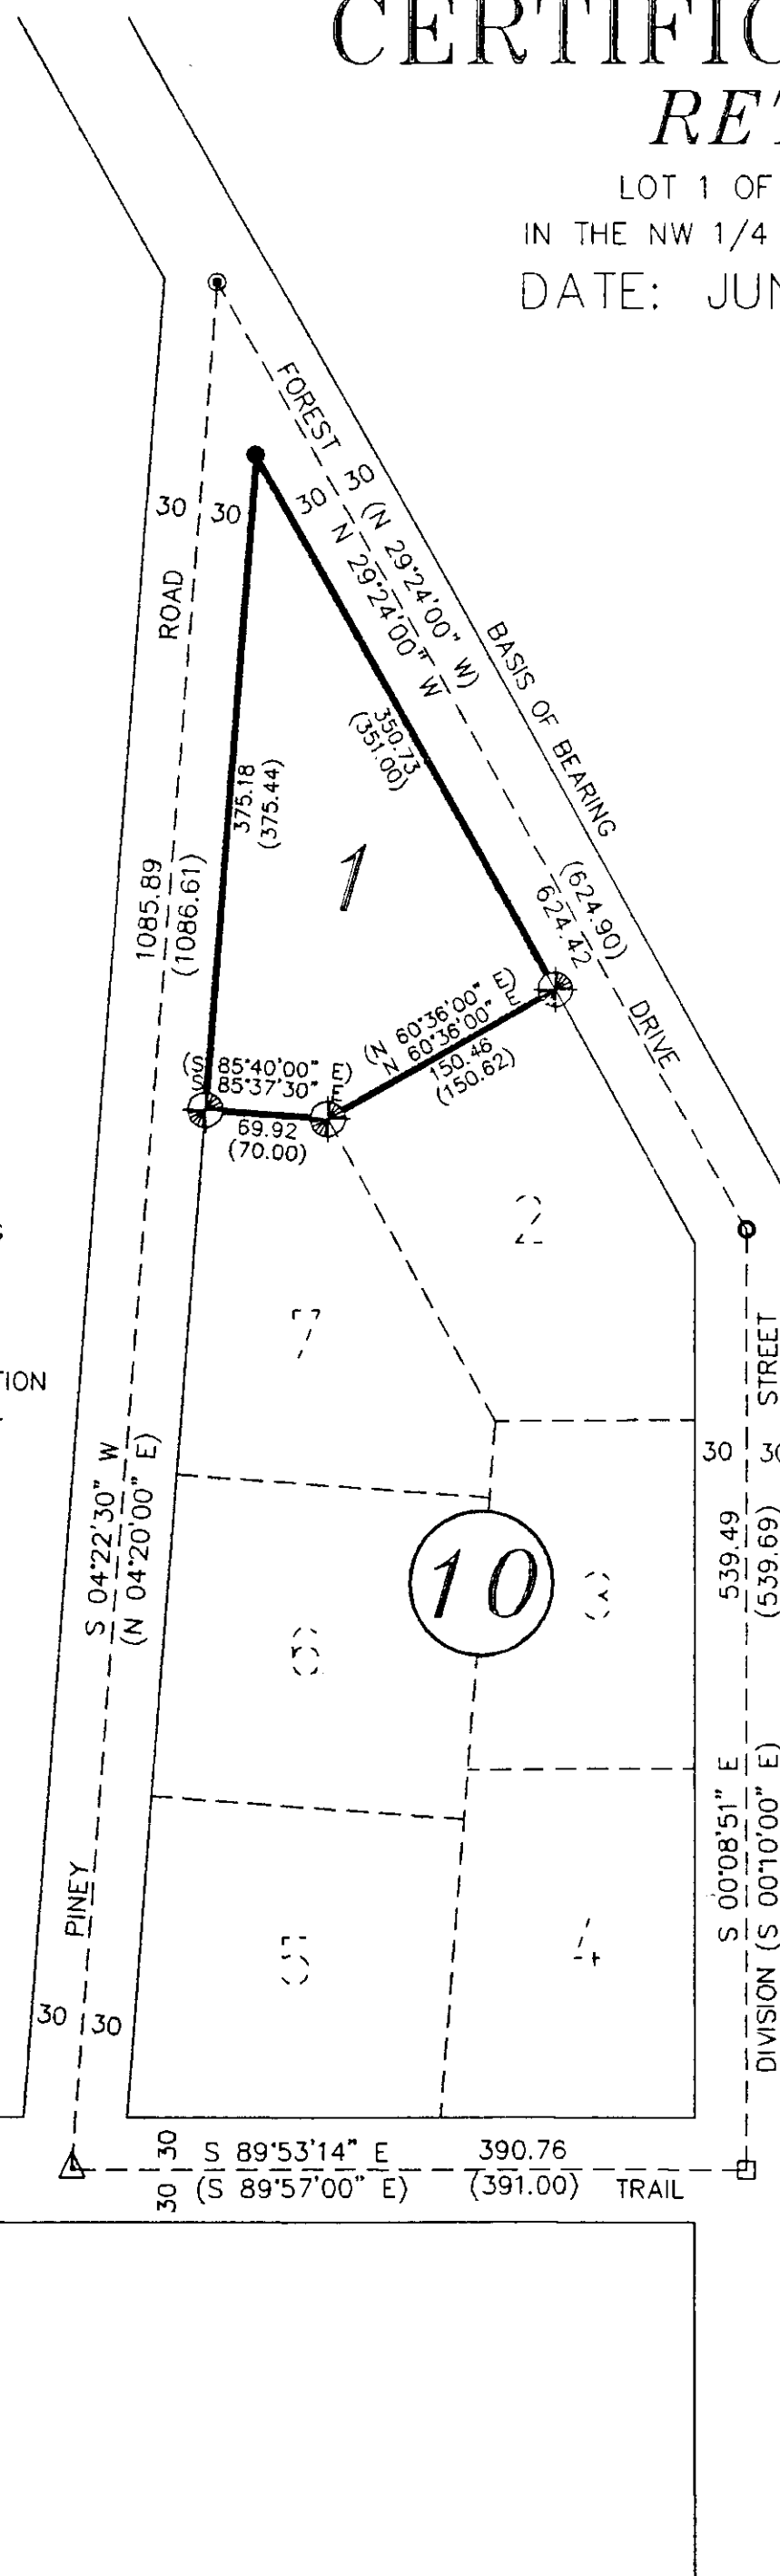 CERTIFIC
RET
LOT 1 OF
IN THE NW 1/4
DATE: JUN
FOREST
30
30
(N 29°24'00" W)
N 29°24'00" W
30
30
ROAD
BASIS OF BEARING
350.73
(351.00)
375.18
(375.44)
1
1085.89
(1086.61)
(624.90)
624.42
DRIVE
(N 60°36'00" E)
N 60°36'00" E
150.46
(150.62)
(S 85°40'00" E)
S 85°37'30" E
69.92
(70.00)
2
7
TION
STREET
30
30
S 04°22'30" W
(N 04°20'00" E)
10
539.49
(539.69)
3
6
S 00°08'51" E
DIVISION (S 00°10'00" E)
PINEY
5
4
30
30
30
30
S 89°53'14" E
390.76
(S 89°57'00" E)
(391.00)
TRAIL